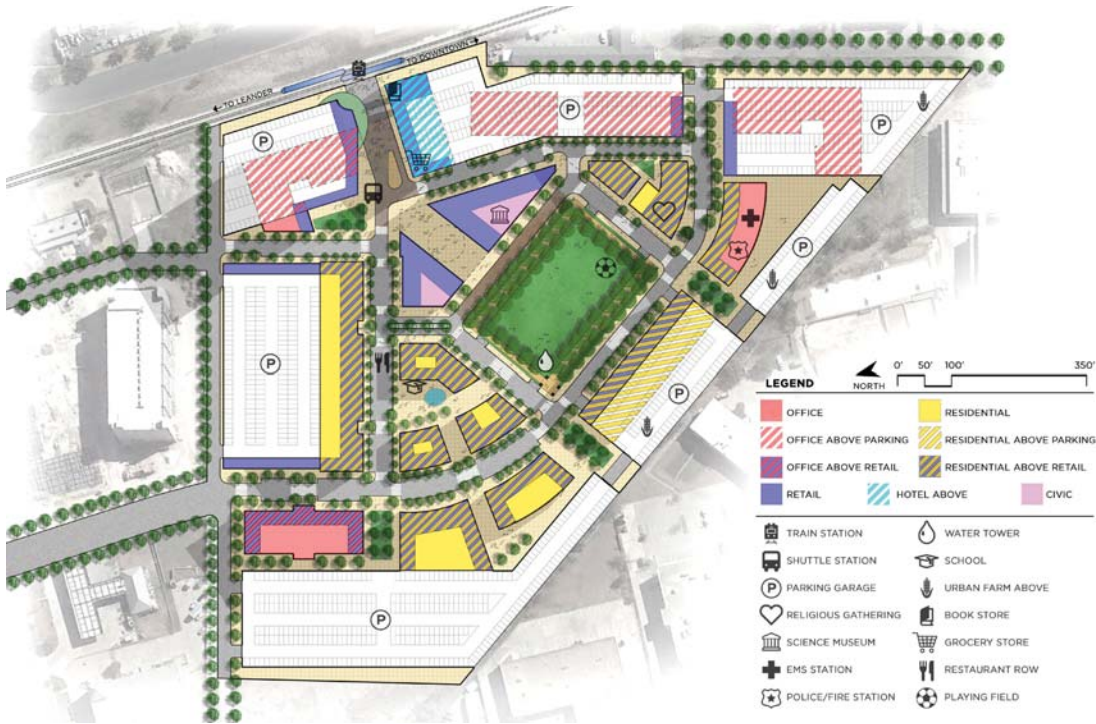 TO LEANDER
TO DOWNTOWN
P
P
P
P
P
P
P
LEGEND
NORTH
0' 50' 100' 350'
OFFICE
RESIDENTIAL
OFFICE ABOVE PARKING
RESIDENTIAL ABOVE PARKING
OFFICE ABOVE RETAIL
RESIDENTIAL ABOVE RETAIL
RETAIL
HOTEL ABOVE
CIVIC
TRAIN STATION
WATER TOWER
SHUTTLE STATION
SCHOOL
P PARKING GARAGE
URBAN FARM ABOVE
RELIGIOUS GATHERING
BOOK STORE
SCIENCE MUSEUM
GROCERY STORE
EMS STATION
RESTAURANT ROW
POLICE/FIRE STATION
PLAYING FIELD